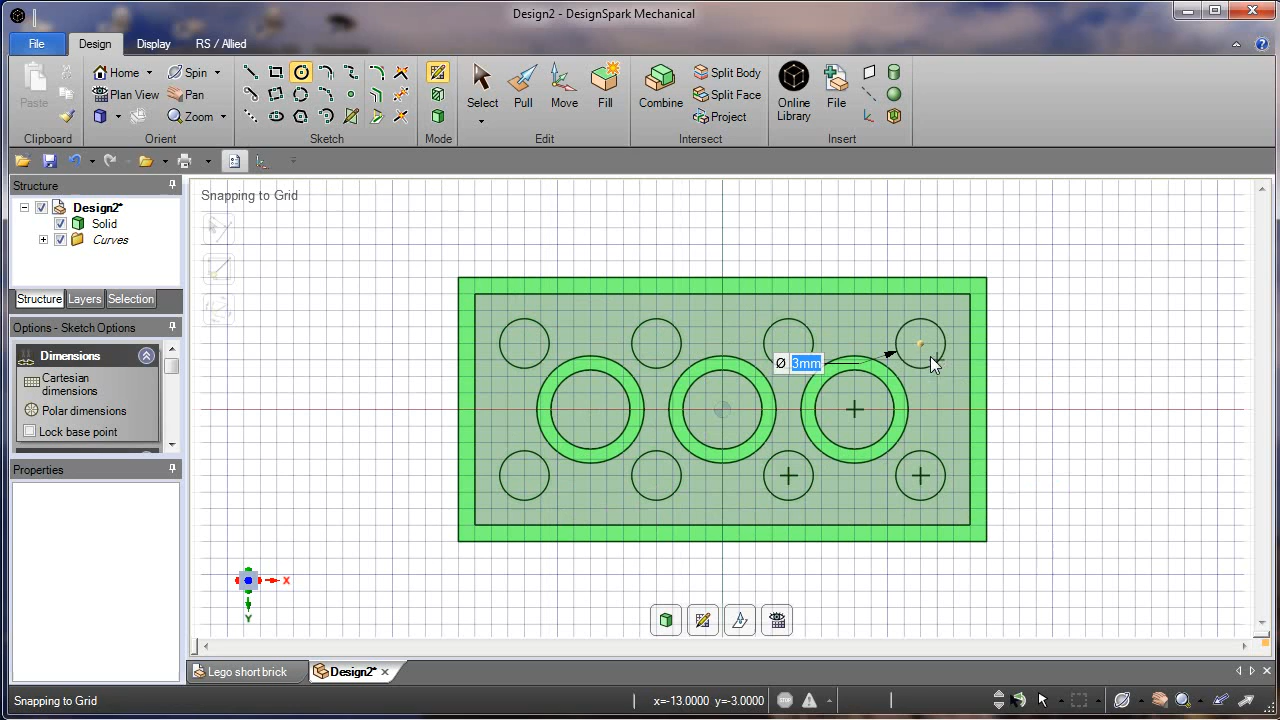 Design2 - DesignSpark Mechanical
File Design Display RS / Allied
Paste
Home Spin
Plan View Pan
Zoom
Select Pull Move Fill
Combine
Split Body
Split Face
Project
Online Library
File
Clipboard Orient Sketch Mode Edit Intersect Insert
Structure
Design2*
Solid
Curves
Structure Layers Selection
Options - Sketch Options
Dimensions
Cartesian dimensions
Polar dimensions
Lock base point
Properties
Snapping to Grid
Ø 3mm
X
Y
Lego short brick Design2*
Snapping to Grid x=-13.0000 y=-3.0000